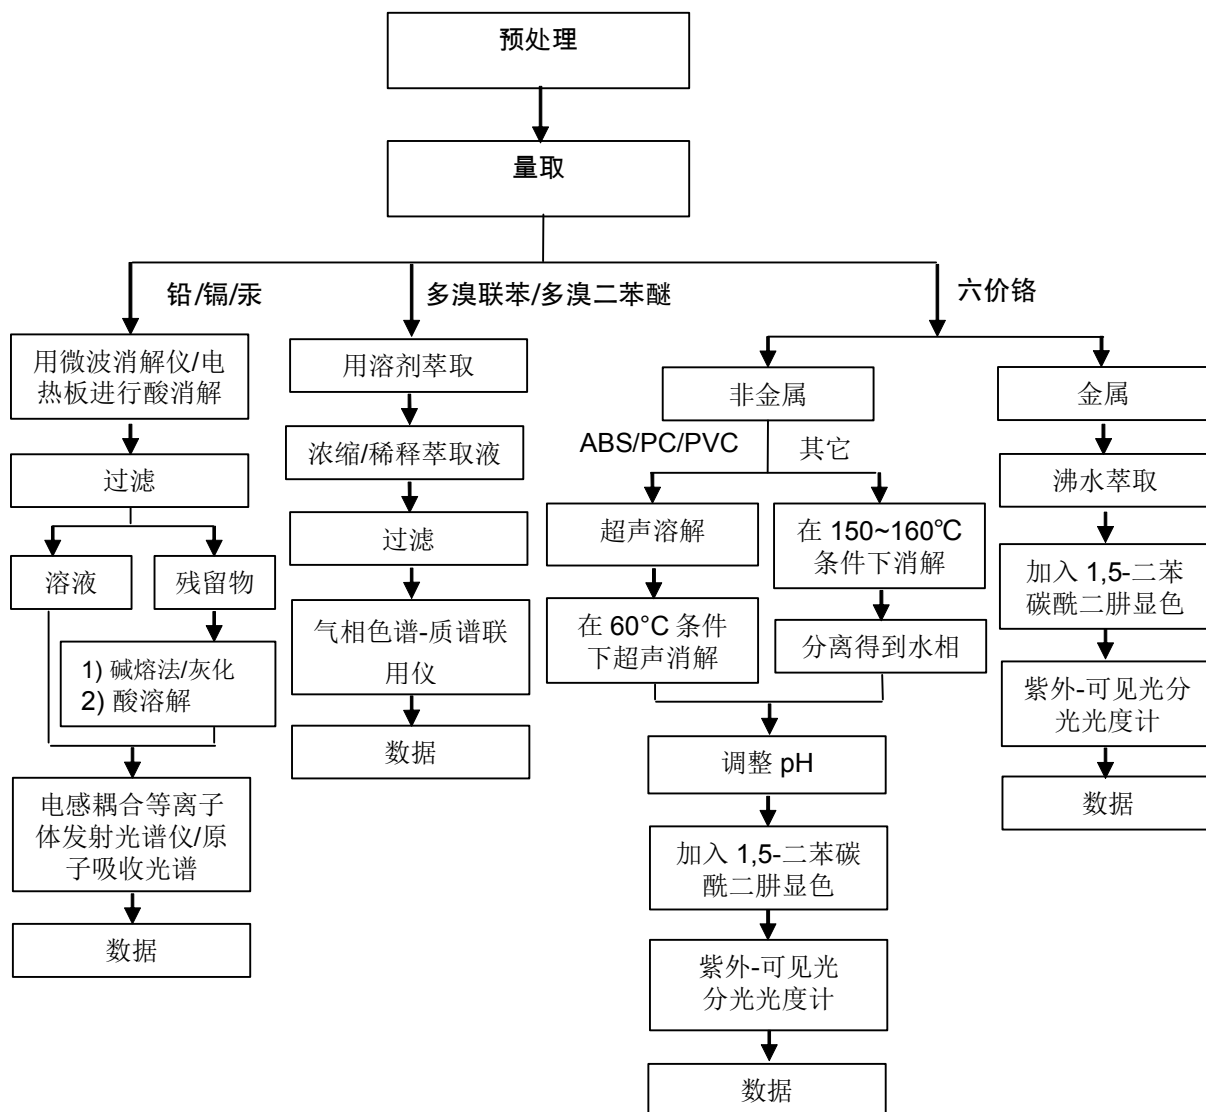 预处理
量取
铅/镉/汞
用微波消解仪/电
热板进行酸消解
过滤
溶液
残留物
1) 碱熔法/灰化
2) 酸溶解
电感耦合等离子
体发射光谱仪/原
子吸收光谱
数据
多溴联苯/多溴二苯醚
用溶剂萃取
浓缩/稀释萃取液
过滤
气相色谱-质谱联
用仪
数据
六价铬
非金属
ABS/PC/PVC
其它
超声溶解
在 60°C 条件
下超声消解
在 150~160℃
条件下消解
分离得到水相
调整 pH
加入 1,5-二苯碳
酰二肼显色
紫外-可见光
分光光度计
数据
金属
沸水萃取
加入 1,5-二苯
碳酰二肼显色
紫外-可见光分
光光度计
数据